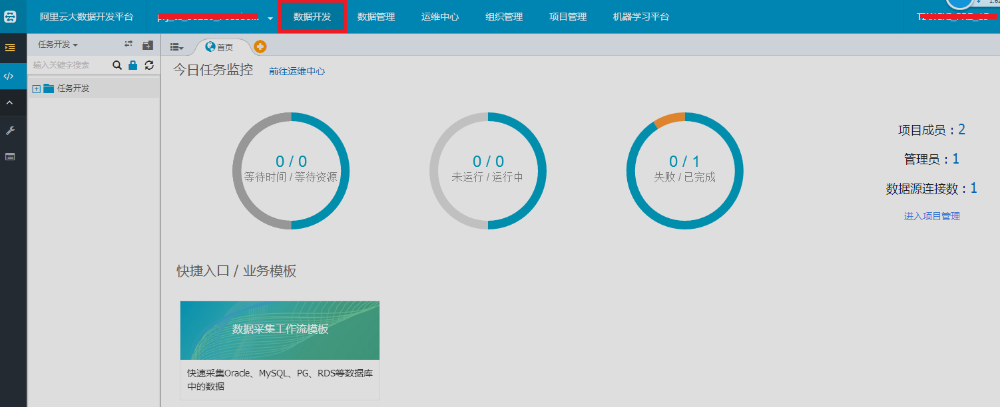 阿里云大数据开发平台 数据开发 数据管理 运维中心 组织管理 项目管理 机器学习平台
任务开发 首页
输入关键字搜索
任务开发
今日任务监控 前往运维中心
0 / 0
等待时间 / 等待资源
0 / 0
未运行 / 运行中
0 / 1
失败 / 已完成
项目成员：2
管理员：1
数据源连接数：1
进入项目管理
快捷入口 / 业务模板
数据采集工作流模板
快速采集Oracle、MySQL、PG、RDS等数据库
中的数据